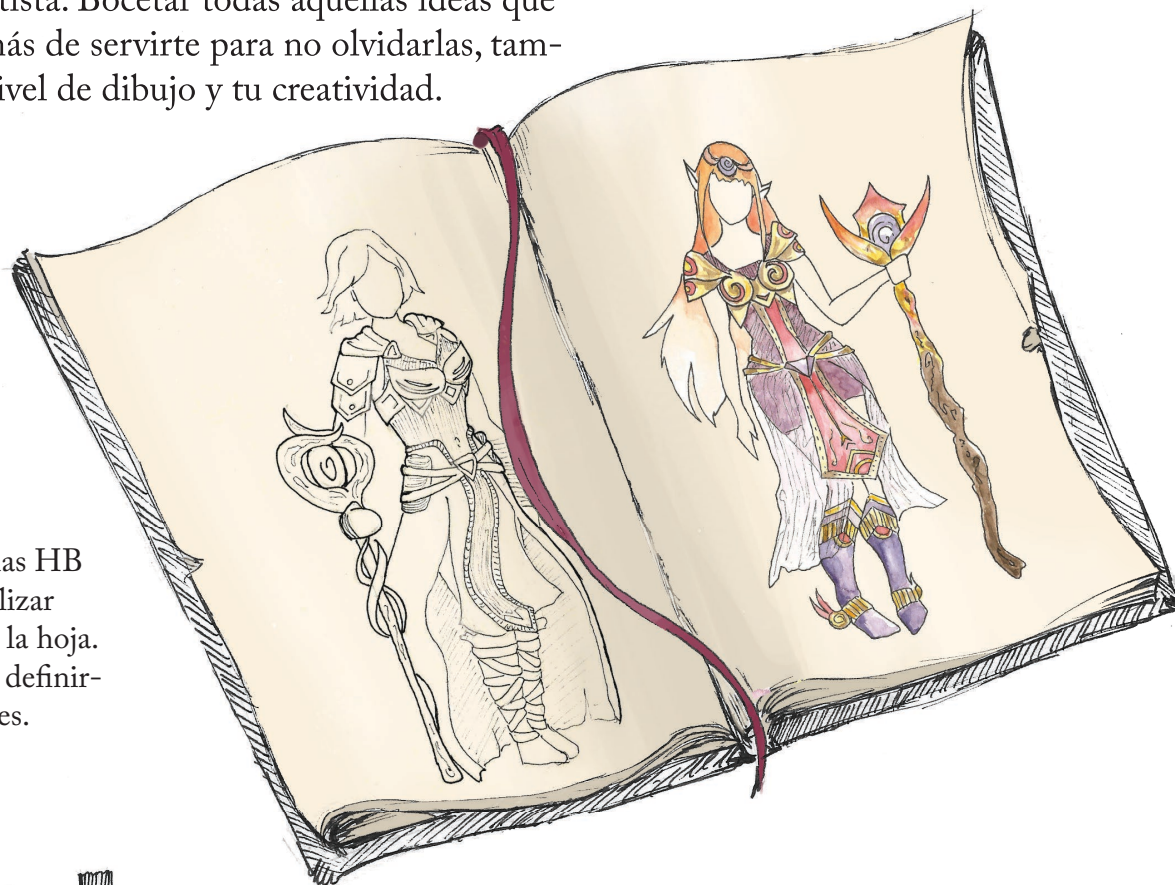 tista. Bocetar todas aquellas ideas que
más de servirte para no olvidarlas, tam-
ivel de dibujo y tu creatividad.
las HB
lizar
la hoja.
definir-
es.